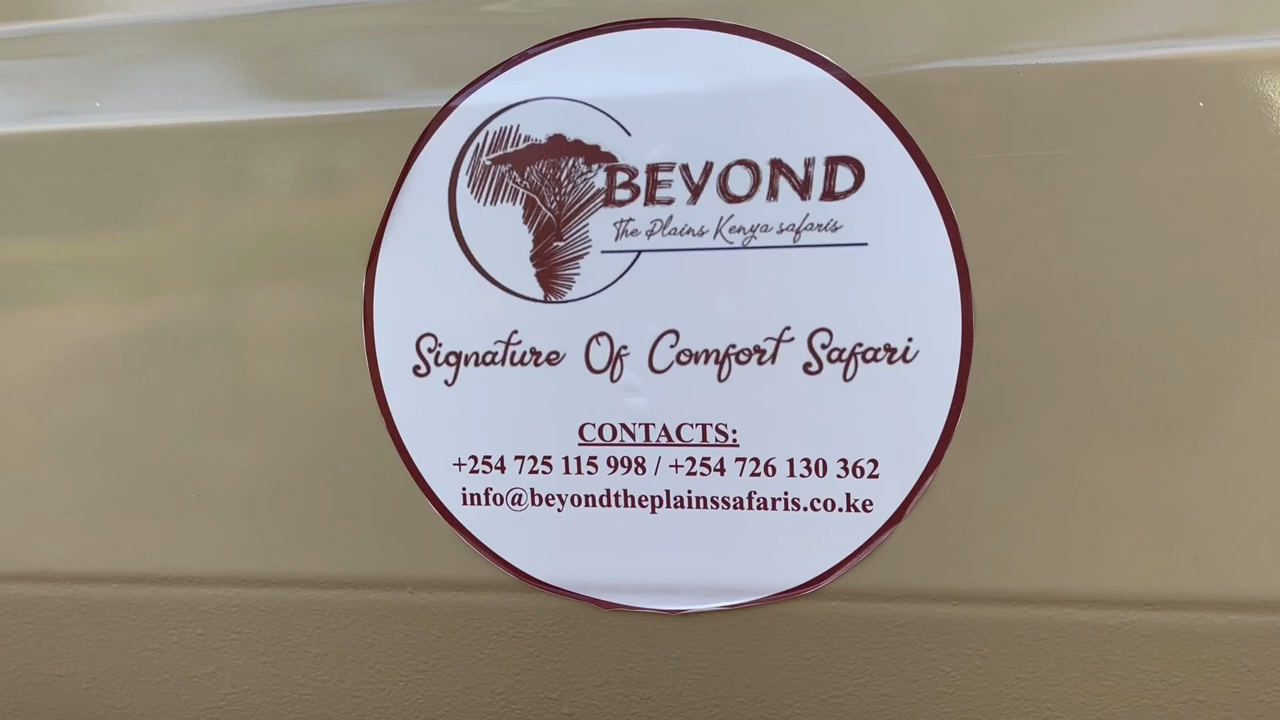 BEYOND
The Plains Kenya safaris
Signature Of Comfort Safari
CONTACTS:
+254 725 115 998 / +254 726 130 362
info@beyondtheplainssafaris.co.ke